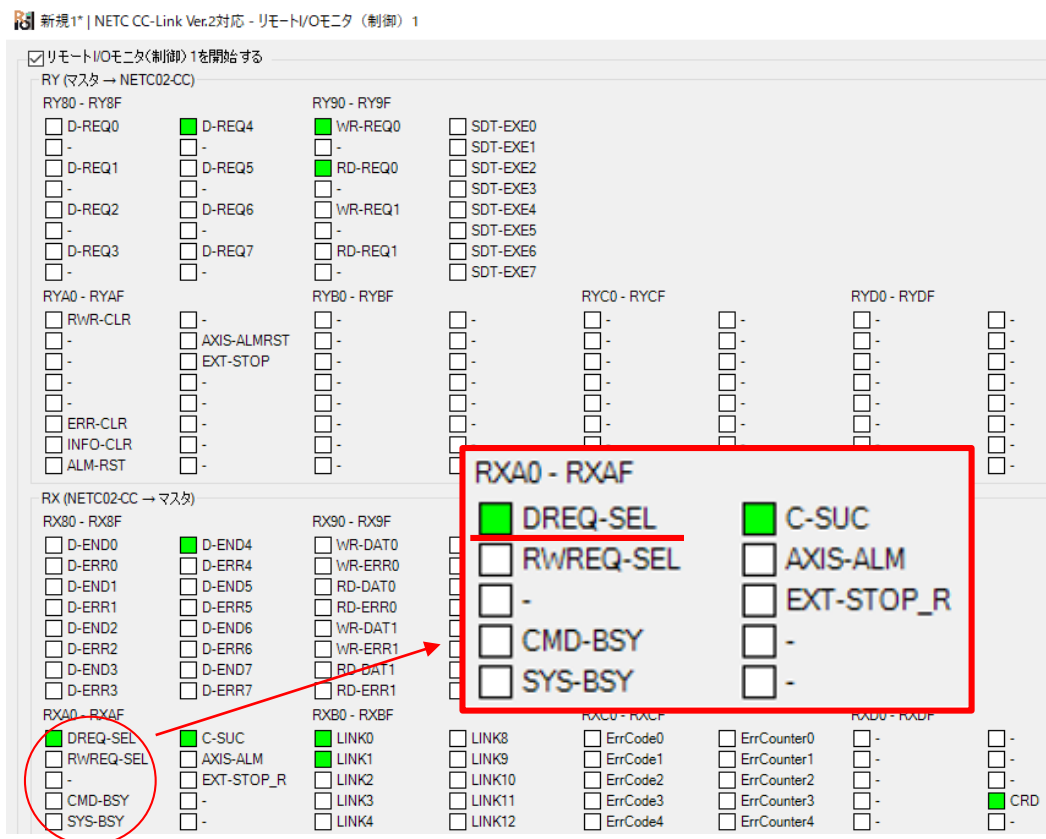 新規1* | NETC CC-Link Ver.2対応 - リモートI/Oモニタ（制御）1
リモートI/Oモニタ(制御) 1を開始する
RY (マスタ → NETC02-CC)
RY80 - RY8F RY90 - RY9F
D-REQ0 D-REQ4 WR-REQ0 SDT-EXE0
- - - SDT-EXE1
D-REQ1 D-REQ5 RD-REQ0 SDT-EXE2
- - - SDT-EXE3
D-REQ2 D-REQ6 WR-REQ1 SDT-EXE4
- - - SDT-EXE5
D-REQ3 D-REQ7 RD-REQ1 SDT-EXE6
- - - SDT-EXE7
RYA0 - RYAF RYB0 - RYBF RYC0 - RYCF RYD0 - RYDF
RWR-CLR - - - - - - -
- AXIS-ALMRST - - - - - -
- EXT-STOP - - - - - -
- - - - - - - -
- - - - - - - -
ERR-CLR - - - - - - -
INFO-CLR - - - - - - -
ALM-RST - - -
RXA0 - RXAF
DREQ-SEL C-SUC
RWREQ-SEL AXIS-ALM
- EXT-STOP_R
CMD-BSY -
SYS-BSY -
RX (NETC02-CC → マスタ)
RX80 - RX8F RX90 - RX9F
D-END0 D-END4 WR-DAT0
D-ERR0 D-ERR4 WR-ERR0
D-END1 D-END5 RD-DAT0
D-ERR1 D-ERR5 RD-ERR0
D-END2 D-END6 WR-DAT1
D-ERR2 D-ERR6 WR-ERR1
D-END3 D-END7 RD-DAT1
D-ERR3 D-ERR7 RD-ERR1
RXA0 - RXAF RXB0 - RXBF RXC0 - RXCF RXD0 - RXDF
DREQ-SEL C-SUC LINK0 LINK8 ErrCode0 ErrCounter0 - -
RWREQ-SEL AXIS-ALM LINK1 LINK9 ErrCode1 ErrCounter1 - -
- EXT-STOP_R LINK2 LINK10 ErrCode2 ErrCounter2 - -
CMD-BSY - LINK3 LINK11 ErrCode3 ErrCounter3 - CRD
SYS-BSY - LINK4 LINK12 ErrCode4 ErrCounter4 - -